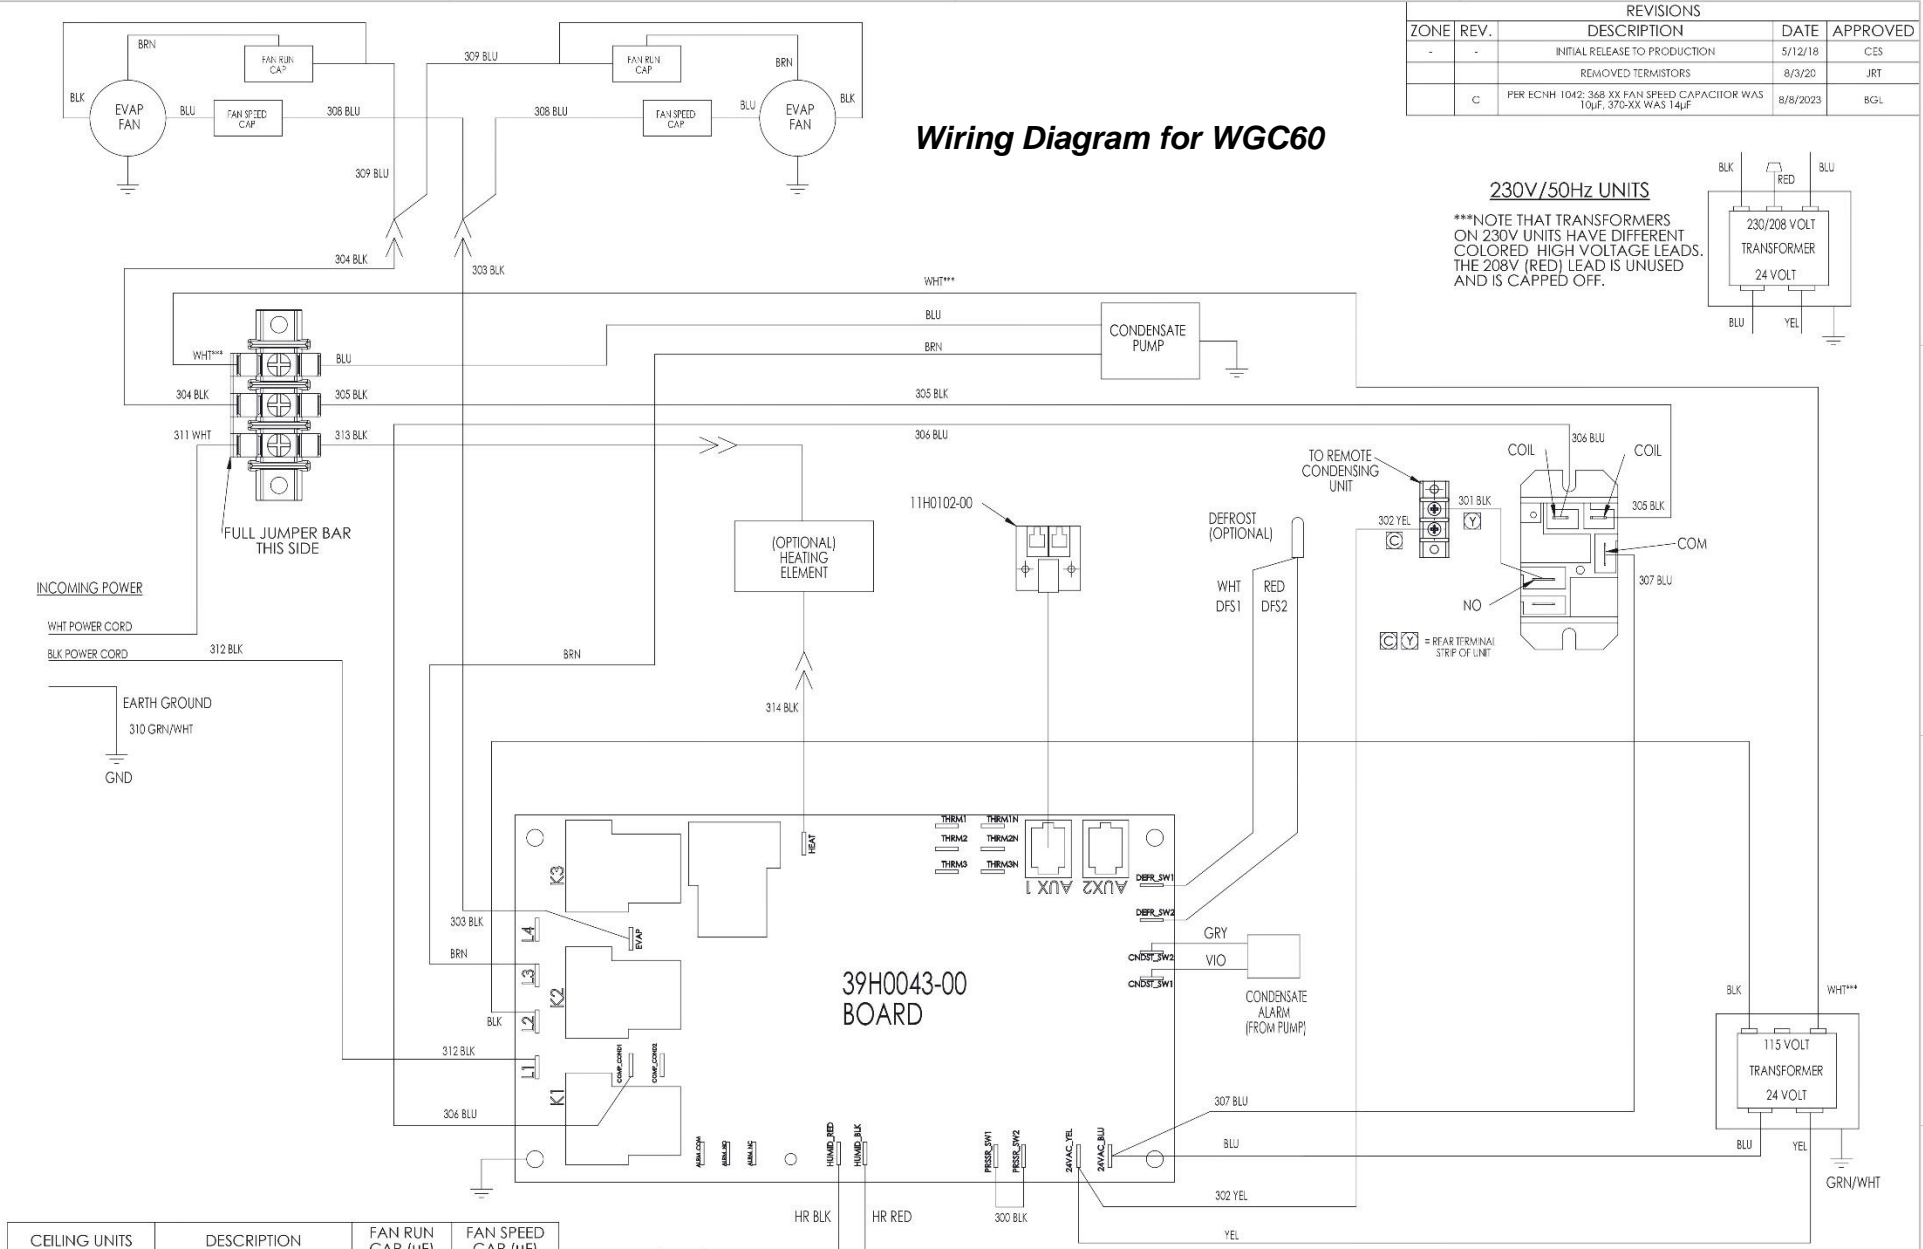 REVISIONS
ZONE REV. DESCRIPTION DATE APPROVED
- - INITIAL RELEASE TO PRODUCTION 5/12/18 CES
REMOVED TERMISTORS 8/3/20 JRT
C PER ECNH 1042: 368 XX FAN SPEED CAPACITOR WAS
10µF, 370-XX WAS 14µF 8/8/2023 BGL
Wiring Diagram for WGC60
BRN
FAN RUN
CAP
309 BLU
FAN RUN
CAP
BRN
BLK
EVAP
FAN
BLU
FAN SPEED
CAP
308 BLU
308 BLU
FAN SPEED
CAP
BLU
EVAP
FAN
BLK
309 BLU
304 BLK
303 BLK
230V/50Hz UNITS
***NOTE THAT TRANSFORMERS
ON 230V UNITS HAVE DIFFERENT
COLORED HIGH VOLTAGE LEADS.
THE 208V (RED) LEAD IS UNUSED
AND IS CAPPED OFF.
BLK
RED
BLU
230/208 VOLT
TRANSFORMER
24 VOLT
BLU
YEL
WHT***
BLU
BRN
CONDENSATE
PUMP
WHT***
BLU
304 BLK
305 BLK
305 BLK
311 WHT
313 BLK
306 BLU
FULL JUMPER BAR
THIS SIDE
INCOMING POWER
WHT POWER CORD
BLK POWER CORD
312 BLK
EARTH GROUND
310 GRN/WHT
GND
(OPTIONAL)
HEATING
ELEMENT
BRN
314 BLK
11H0102-00
DEFROST
(OPTIONAL)
WHT
DFS1
RED
DFS2
TO REMOTE
CONDENSING
UNIT
302 YEL
C
301 BLK
Y
COIL
306 BLU
COIL
305 BLK
COM
307 BLU
NO
C Y = REAR TERMINAL
STRIP OF UNIT
K3
HEAT
THRM1
THRM1N
THRM2
THRM2N
THRM3
THRM3N
AUX 1
AUX2
DEFR_SW1
DEFR_SW2
303 BLK
L4
EVAP
BRN
L3
K2
BLK
L2
39H0043-00
BOARD
GRY
CNDST_SW2
VIO
CNDST_SW1
CONDENSATE
ALARM
(FROM PUMP)
312 BLK
L1
COMP_COND1
COMP_COND2
K1
306 BLU
ALRM_COM
ALRM_NO
ALRM_NC
HUMID_RED
HUMID_BLK
PRSSR_SW1
PRSSR_SW2
24VAC_YEL
24VAC_BLU
307 BLU
BLU
302 YEL
YEL
BLK
WHT***
115 VOLT
TRANSFORMER
24 VOLT
BLU
YEL
GRN/WHT
HR BLK
HR RED
300 BLK
CEILING UNITS DESCRIPTION FAN RUN
CAP (µF) FAN SPEED
CAP (µF)